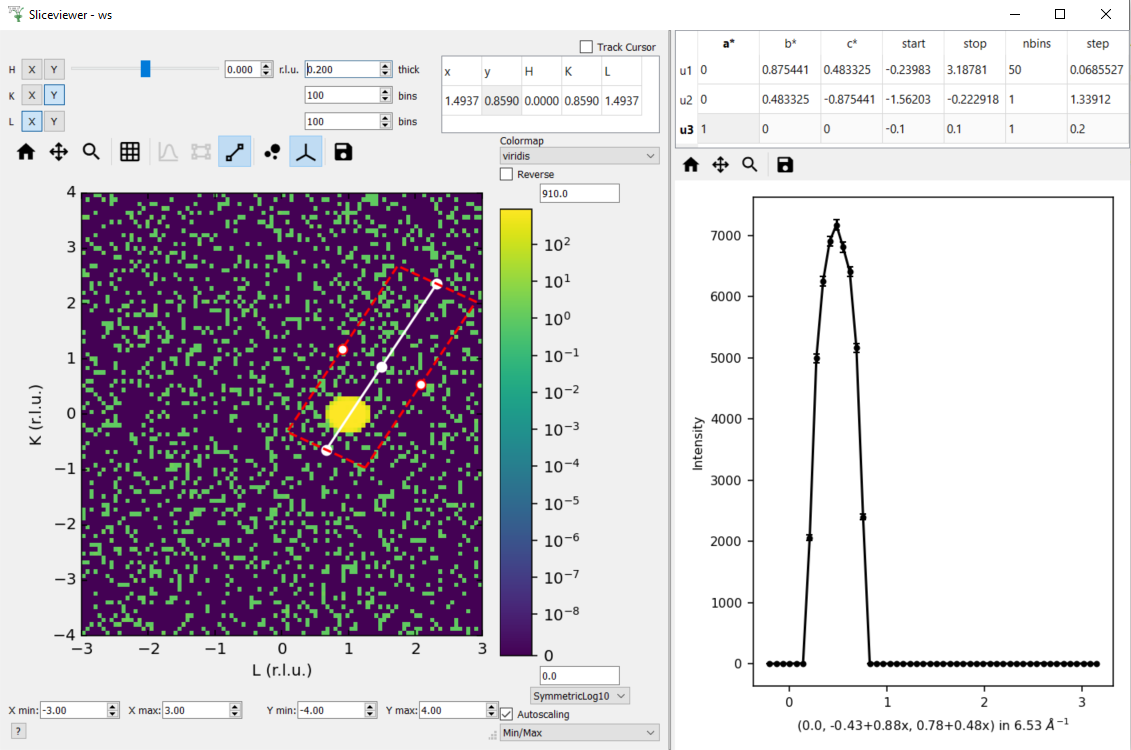 Sliceviewer - ws
Track Cursor
H X Y 0.000 r.l.u. 0.200 thick
K X Y 100 bins
L X Y 100 bins
x y H K L
1.4937 0.8590 0.0000 0.8590 1.4937
Colormap
viridis
Reverse
910.0
4
3
2
1
0
−1
−2
−3
−4
K (r.l.u.)
−3 −2 −1 0 1 2 3
L (r.l.u.)
10²
10¹
10⁰
10⁻¹
10⁻²
10⁻³
10⁻⁴
10⁻⁵
10⁻⁶
10⁻⁷
10⁻⁸
0
0.0
SymmetricLog10
Autoscaling
Min/Max
X min: -3.00 X max: 3.00 Y min: -4.00 Y max: 4.00
?
a* b* c* start stop nbins step
u1 0 0.875441 0.483325 -0.23983 3.18781 50 0.0685527
u2 0 0.483325 -0.875441 -1.56203 -0.222918 1 1.33912
u3 1 0 0 -0.1 0.1 1 0.2
7000
6000
5000
4000
3000
2000
1000
0
Intensity
0 1 2 3
(0.0, -0.43+0.88x, 0.78+0.48x) in 6.53 Å⁻¹